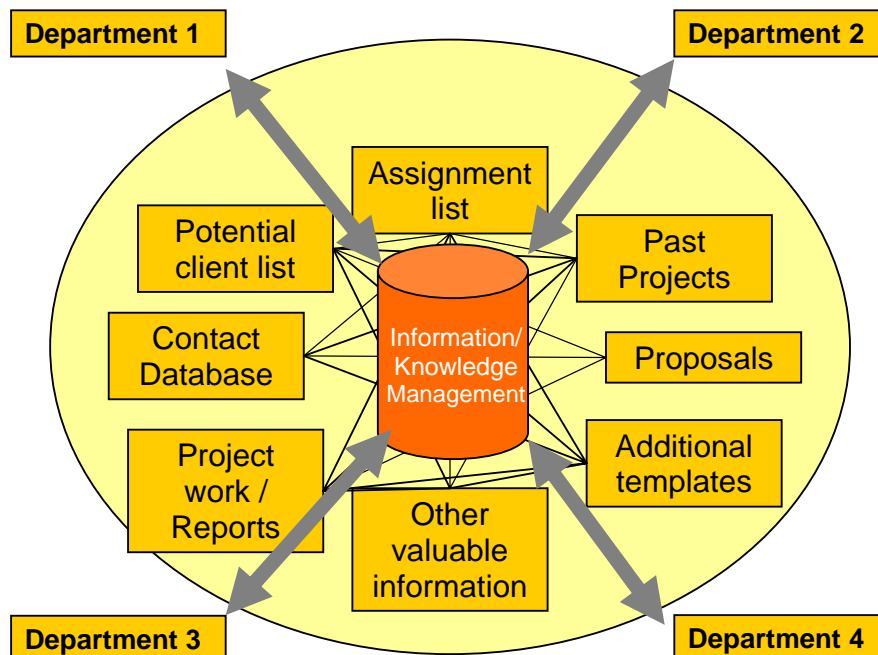 Department 1
Department 2
Assignment
list
Potential
client list
Past
Projects
Contact
Database
Information/
Knowledge
Management
Proposals
Project
work /
Reports
Additional
templates
Other
valuable
information
Department 3
Department 4